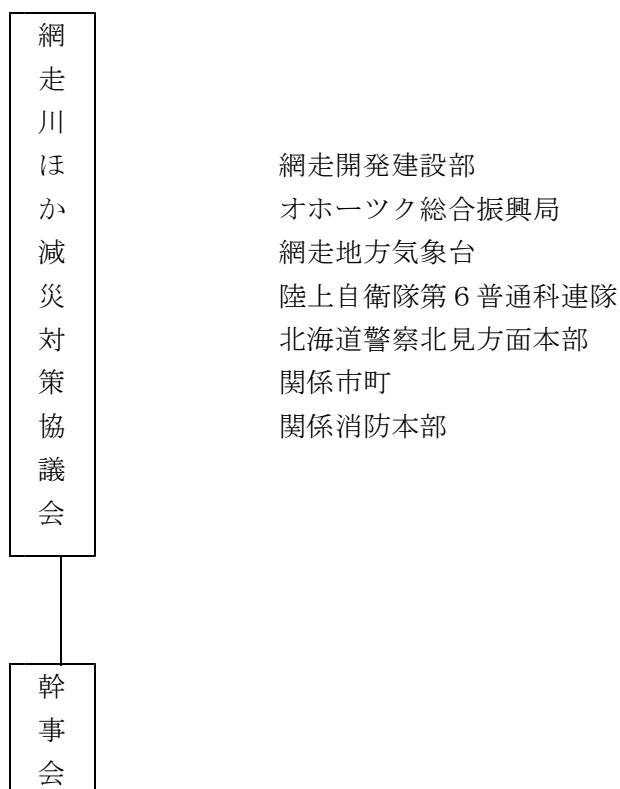 網走川ほか減災対策協議会
網走開発建設部
オホーツク総合振興局
網走地方気象台
陸上自衛隊第６普通科連隊
北海道警察北見方面本部
関係市町
関係消防本部
幹事会